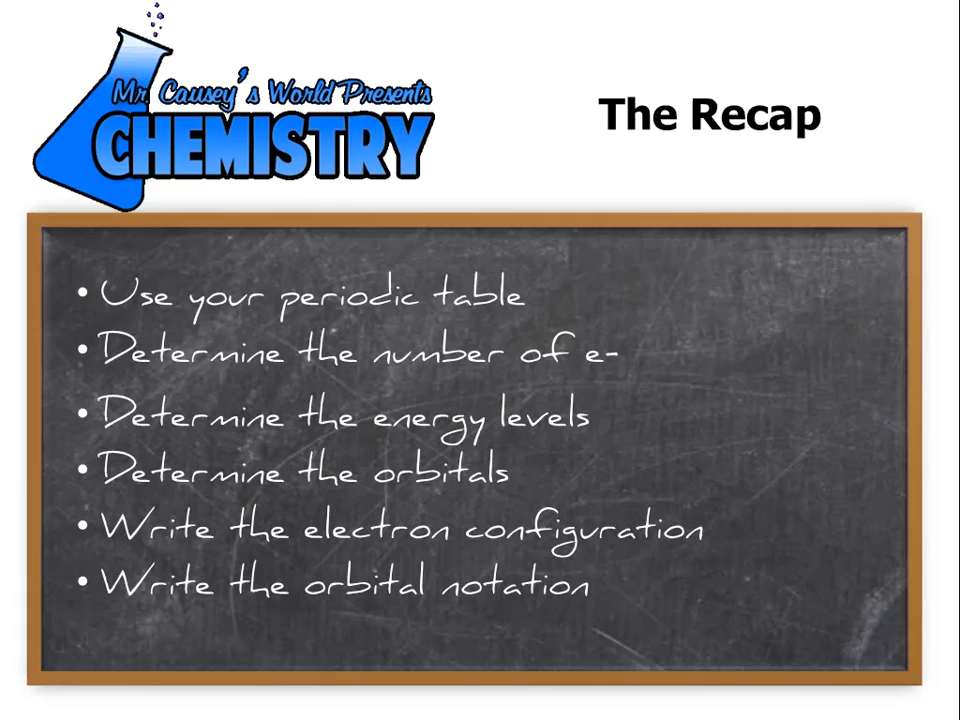 Mr. Causey's World Presents
CHEMISTRY
The Recap
• Use your periodic table
• Determine the number of e-
• Determine the energy levels
• Determine the orbitals
• Write the electron configuration
• Write the orbital notation